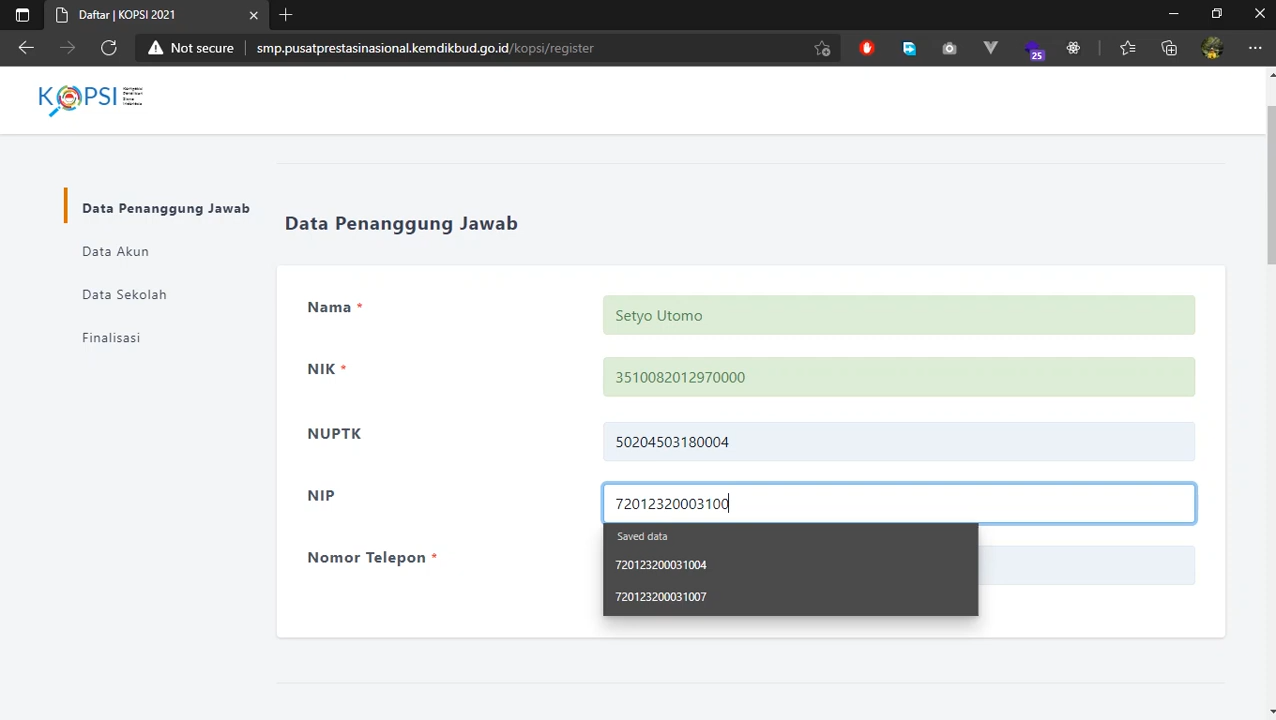 Daftar | KOPSI 2021
Not secure
smp.pusatprestasinasional.kemdikbud.go.id/kopsi/register
25
KOPSI
Data Penanggung Jawab
Data Akun
Data Sekolah
Finalisasi
Data Penanggung Jawab
Nama *
Setyo Utomo
NIK *
3510082012970000
NUPTK
50204503180004
NIP
72012320003100
Saved data
720123200031004
720123200031007
Nomor Telepon *